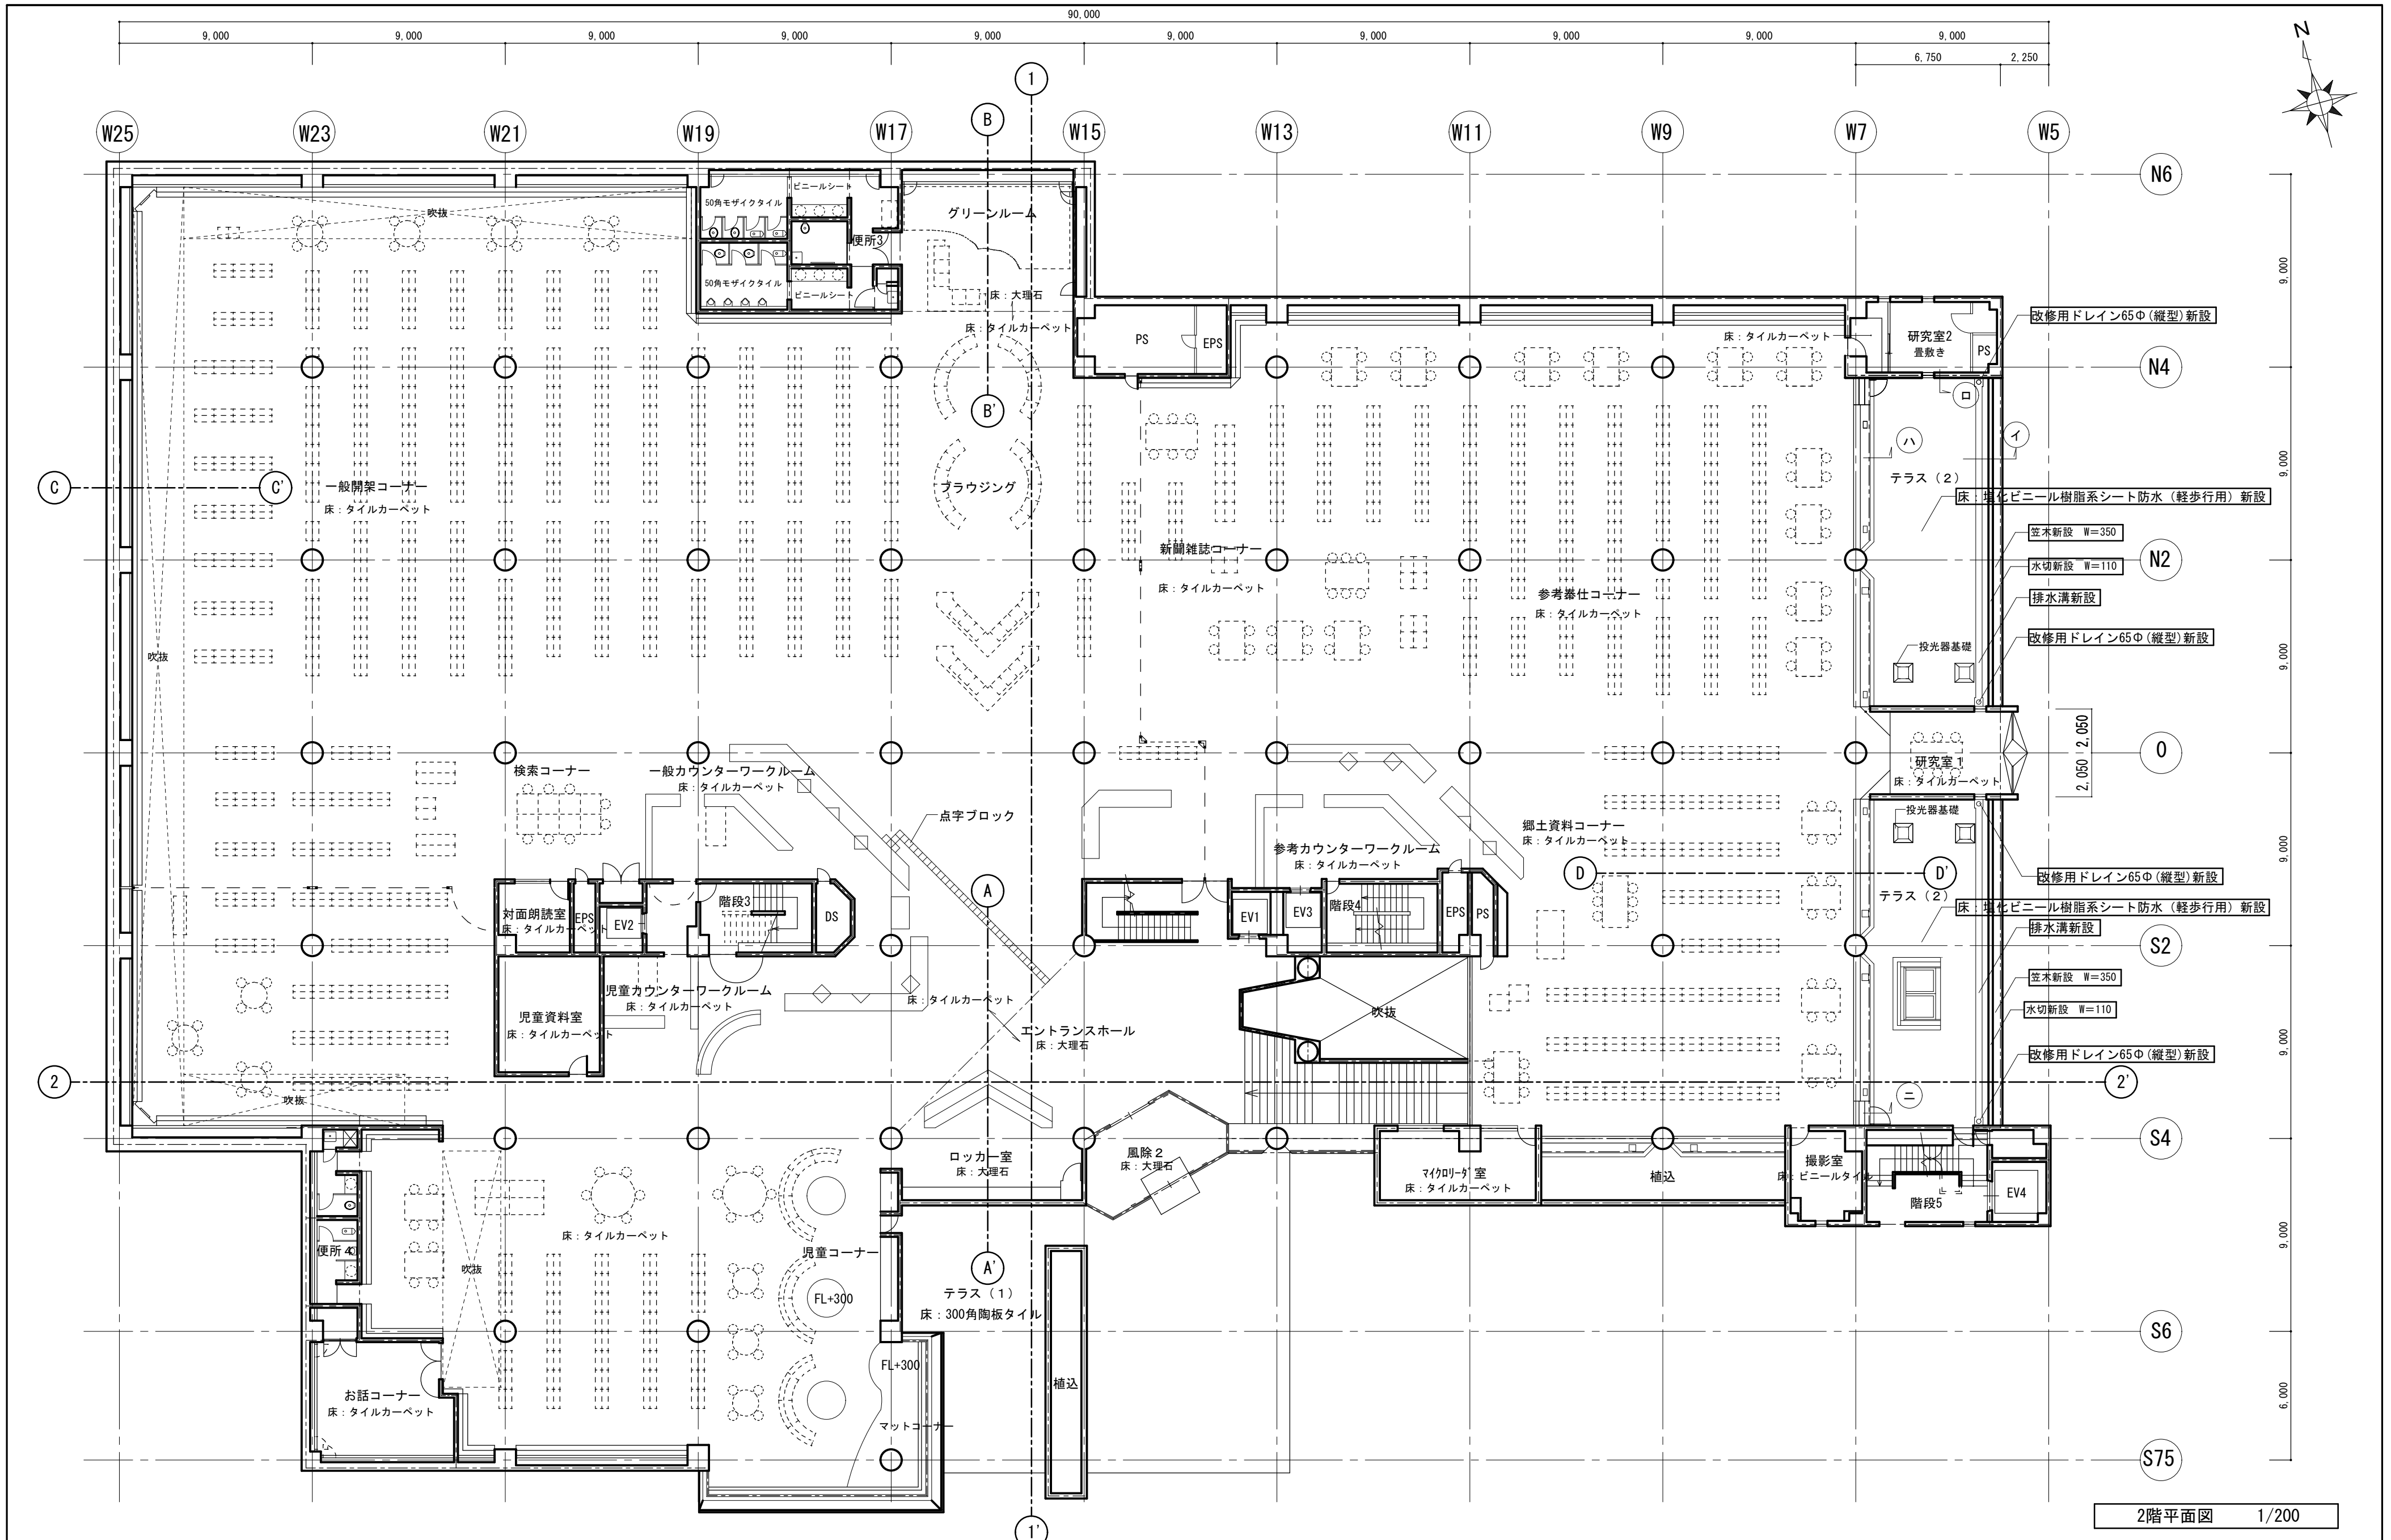 90,000
9,000 9,000 9,000 9,000 9,000 9,000 9,000 9,000 9,000 9,000
6,750 2,250
N
1
B
W25 W23 W21 W19 W17 W15 W13 W11 W9 W7 W5
N6
ビニールシート
50角モザイクタイル
吹抜
グリーンルーム
便所3
9,000
50角モザイクタイル
ビニールシート
床：大理石
改修用ドレイン65Φ(縦型)新設
床：タイルカーペット
PS
EPS
床：タイルカーペット
研究室2
畳敷き
PS
N4
ロ
B'
イ
ハ
9,000
テラス（2）
C
C'
一般開架コーナー
ブラウジング
床：塩化ビニール樹脂系シート防水（軽歩行用）新設
床：タイルカーペット
笠木新設 W=350
新聞雑誌コーナー
N2
水切新設 W=110
床：タイルカーペット
参考奉仕コーナー
排水溝新設
床：タイルカーペット
改修用ドレイン65Φ(縦型)新設
投光器基礎
吹抜
9,000
2,050 2,050
0
研究室1
検索コーナー
一般カウンターワークルーム
床：タイルカーペット
床：タイルカーペット
投光器基礎
点字ブロック
郷土資料コーナー
床：タイルカーペット
参考カウンターワークルーム
床：タイルカーペット
9,000
D
D'
改修用ドレイン65Φ(縦型)新設
A
テラス（2）
階段3
階段4
床：塩化ビニール樹脂系シート防水（軽歩行用）新設
対面朗読室
EPS
DS
EV1
EV3
EPS
PS
床：タイルカーペット
EV2
排水溝新設
S2
笠木新設 W=350
児童カウンターワークルーム
床：タイルカーペット
床：タイルカーペット
水切新設 W=110
児童資料室
吹抜
床：タイルカーペット
エントランスホール
床：大理石
9,000
改修用ドレイン65Φ(縦型)新設
2
2'
吹抜
ニ
S4
ロッカー室
床：大理石
風除2
床：大理石
マイクロリーダ室
床：タイルカーペット
植込
撮影室
床：ビニールタイル
階段5
EV4
9,000
床：タイルカーペット
便所4
児童コーナー
吹抜
A'
テラス（1）
FL+300
床：300角陶板タイル
S6
FL+300
植込
お話コーナー
床：タイルカーペット
マットコーナー
6,000
S75
1'
2階平面図 1/200